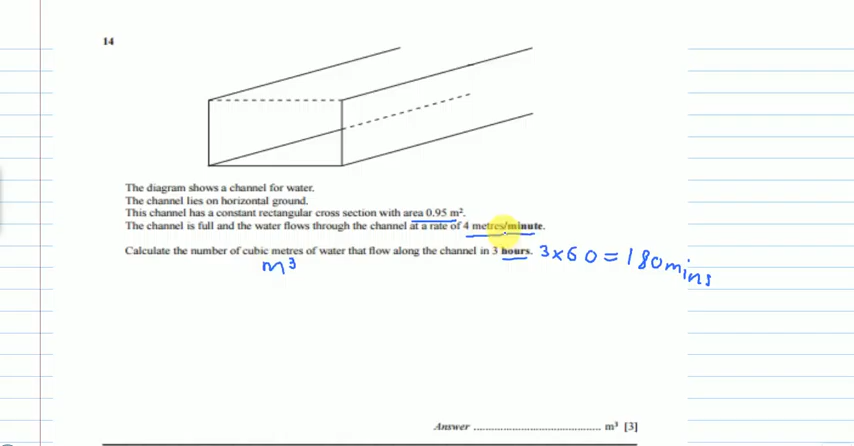 14
The diagram shows a channel for water.
The channel lies on horizontal ground.
This channel has a constant rectangular cross section with area 0.95 m².
The channel is full and the water flows through the channel at a rate of 4 metres/minute.
Calculate the number of cubic metres of water that flow along the channel in 3 hours. 3×60=180mins
m³
Answer ............................................. m³ [3]